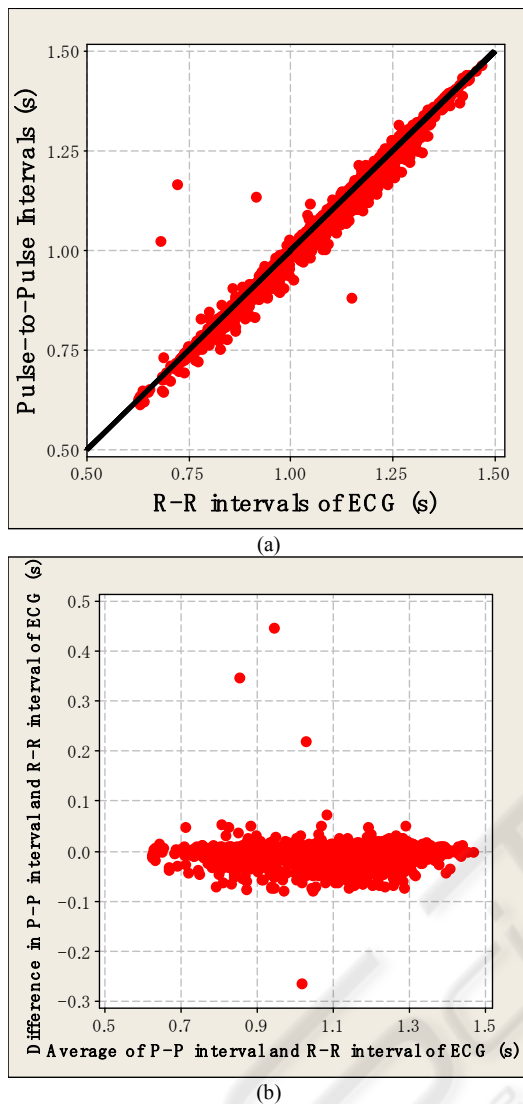 1.50
1.25
1.00
0.75
0.50
Pulse-to-Pulse Intervals (s)
0.50 0.75 1.00 1.25 1.50
R-R intervals of ECG (s)
(a)
0.5
0.4
0.3
0.2
0.1
0.0
-0.1
-0.2
-0.3
Difference in P-P interval and R-R interval of ECG (s)
0.5 0.7 0.9 1.1 1.3 1.5
Average of P-P interval and R-R interval of ECG (s)
(b)